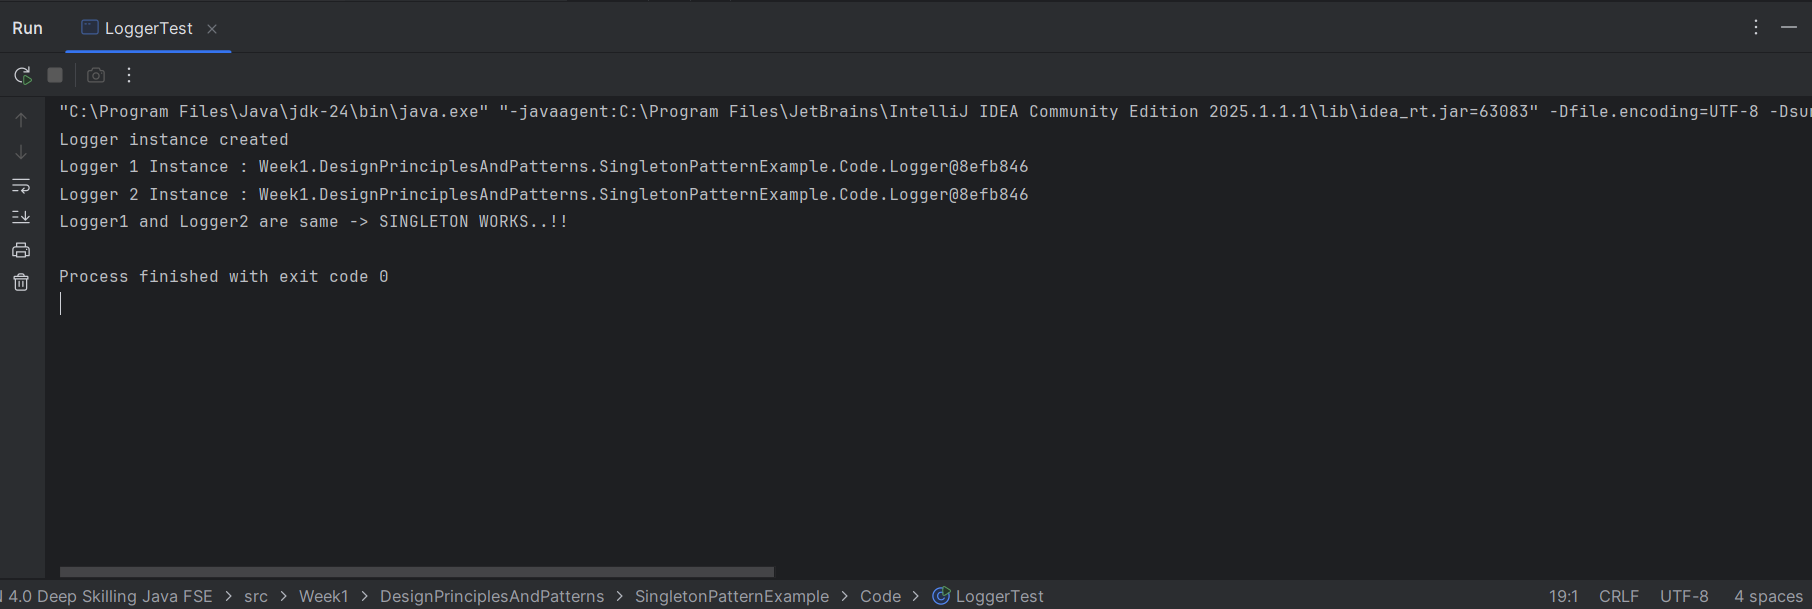 Run LoggerTest
"C:\Program Files\Java\jdk-24\bin\java.exe" "-javaagent:C:\Program Files\JetBrains\IntelliJ IDEA Community Edition 2025.1.1.1\lib\idea_rt.jar=63083" -Dfile.encoding=UTF-8 -Dsun
Logger instance created
Logger 1 Instance : Week1.DesignPrinciplesAndPatterns.SingletonPatternExample.Code.Logger@8efb846
Logger 2 Instance : Week1.DesignPrinciplesAndPatterns.SingletonPatternExample.Code.Logger@8efb846
Logger1 and Logger2 are same -> SINGLETON WORKS..!!
Process finished with exit code 0
4.0 Deep Skilling Java FSE > src > Week1 > DesignPrinciplesAndPatterns > SingletonPatternExample > Code > LoggerTest 19:1 CRLF UTF-8 4 spaces